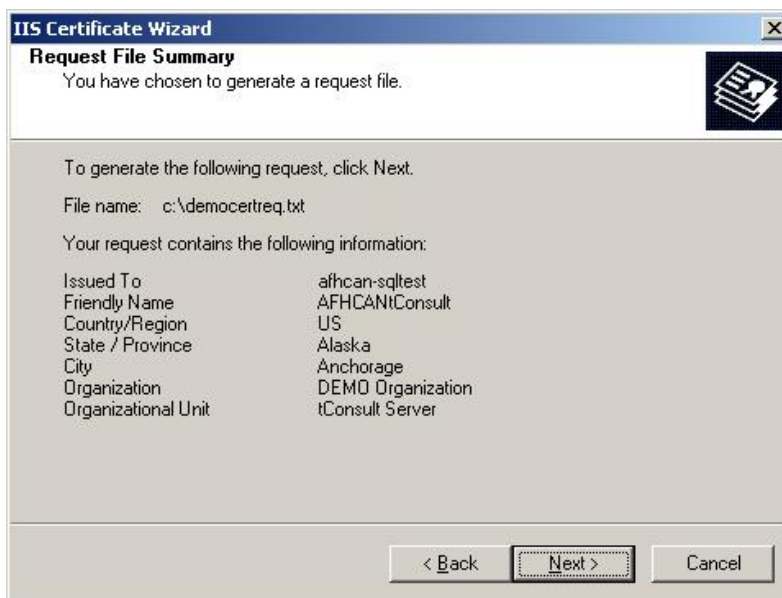 IIS Certificate Wizard
Request File Summary
You have chosen to generate a request file.
To generate the following request, click Next.
File name: c:\democertreq.txt
Your request contains the following information:
Issued To afhcan-sqltest
Friendly Name AFHCANtConsult
Country/Region US
State / Province Alaska
City Anchorage
Organization DEMO Organization
Organizational Unit tConsult Server
< Back Next > Cancel